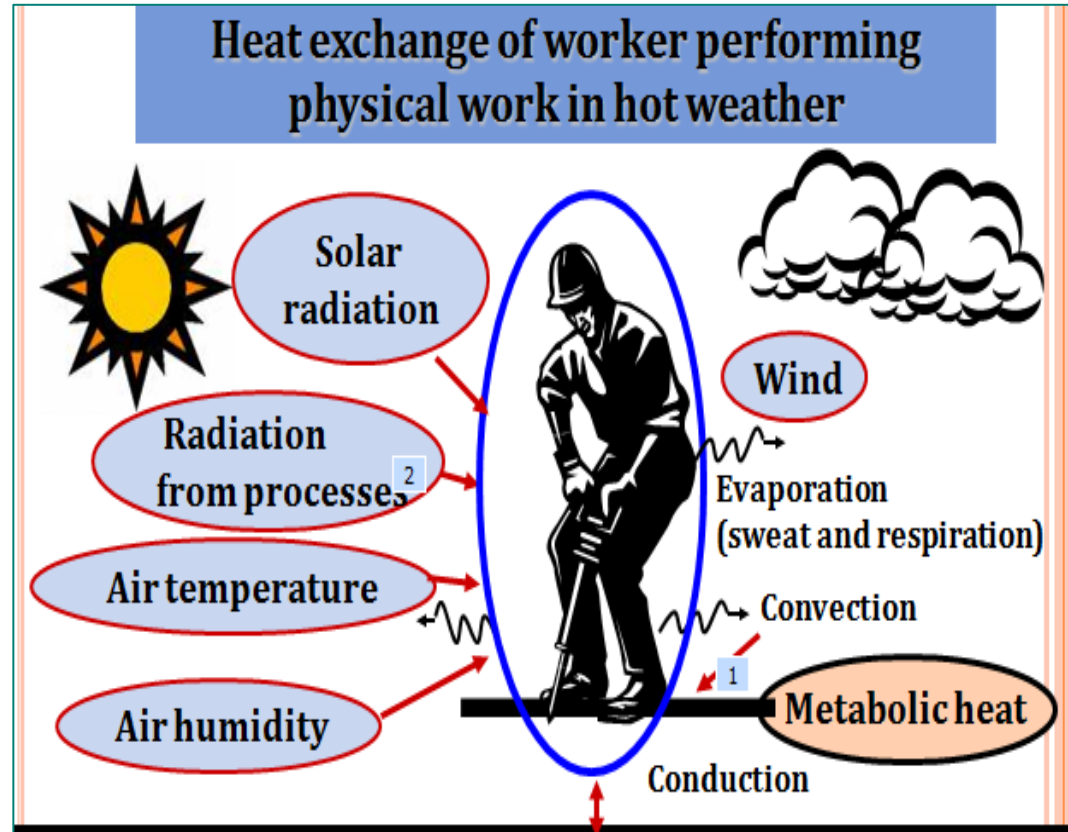 Heat exchange of worker performing
physical work in hot weather
Solar
radiation
Wind
Radiation
from processes
2
Evaporation
(sweat and respiration)
Air temperature
Convection
1
Air humidity
Metabolic heat
Conduction